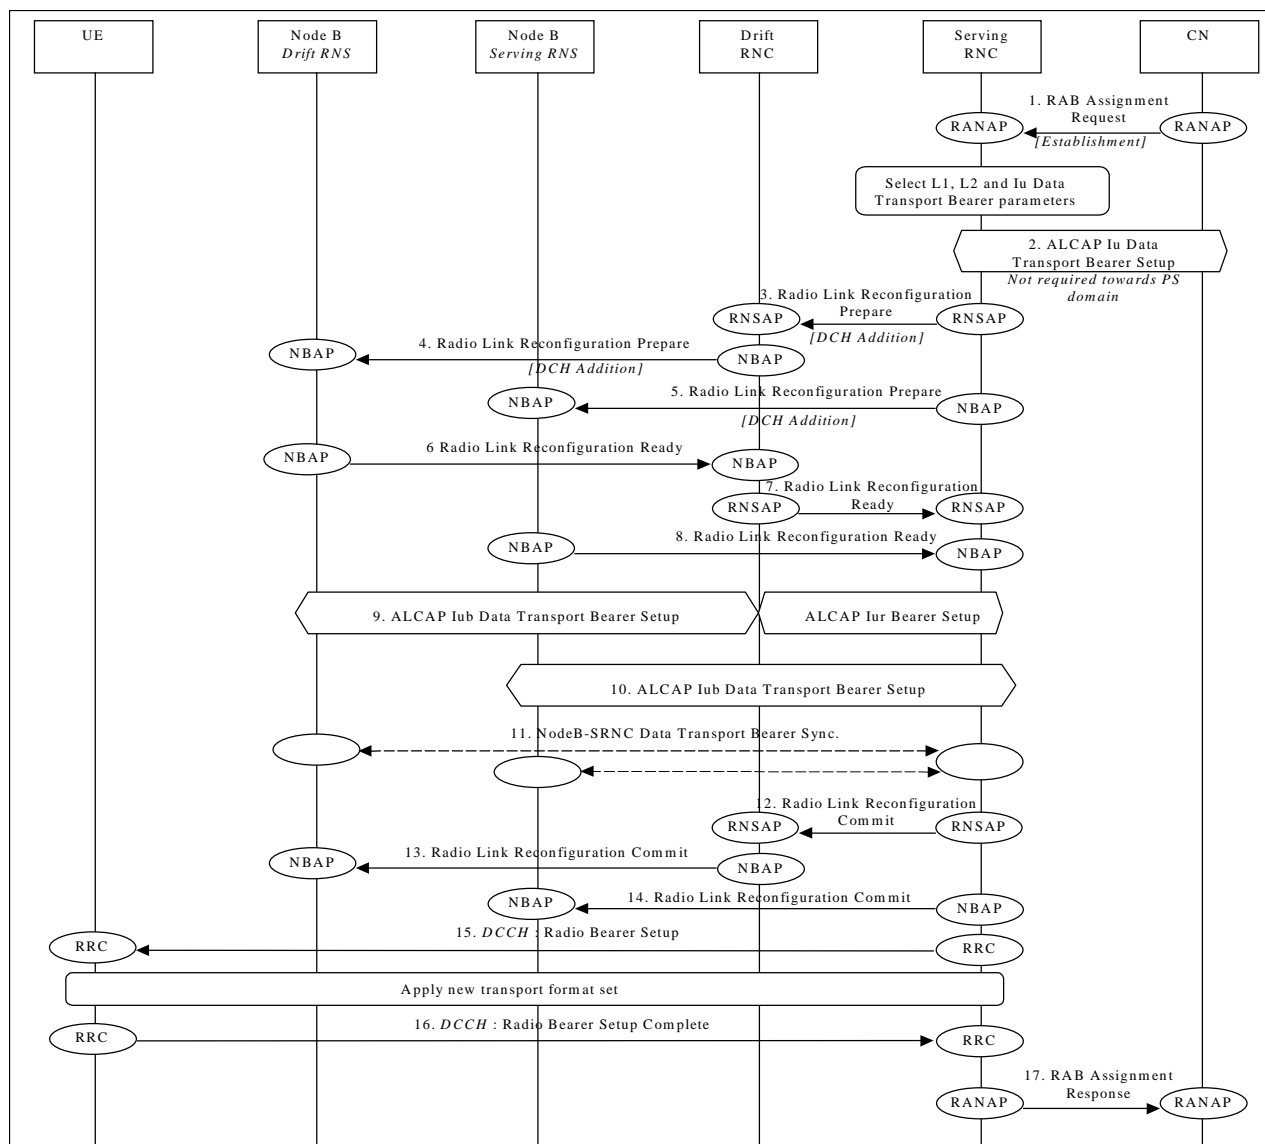 UE
Node B
Drift RNS
Node B
Serving RNS
Drift
RNC
Serving
RNC
CN
1. RAB Assignment
Request
RANAP
RANAP
[Establishment]
Select L1, L2 and Iu Data
Transport Bearer parameters
2. ALCAP Iu Data
Transport Bearer Setup
Not required towards PS
domain
3. Radio Link Reconfiguration
Prepare
RNSAP
RNSAP
[DCH Addition]
4. Radio Link Reconfiguration Prepare
NBAP
NBAP
[DCH Addition]
5. Radio Link Reconfiguration Prepare
NBAP
NBAP
[DCH Addition]
6 Radio Link Reconfiguration Ready
NBAP
NBAP
7. Radio Link Reconfiguration
Ready
RNSAP
RNSAP
8. Radio Link Reconfiguration Ready
NBAP
NBAP
9. ALCAP Iub Data Transport Bearer Setup
ALCAP Iur Bearer Setup
10. ALCAP Iub Data Transport Bearer Setup
11. NodeB-SRNC Data Transport Bearer Sync.
12. Radio Link Reconfiguration
Commit
RNSAP
RNSAP
13. Radio Link Reconfiguration Commit
NBAP
NBAP
14. Radio Link Reconfiguration Commit
NBAP
NBAP
15. DCCH : Radio Bearer Setup
RRC
RRC
Apply new transport format set
16. DCCH : Radio Bearer Setup Complete
RRC
RRC
17. RAB Assignment
Response
RANAP
RANAP